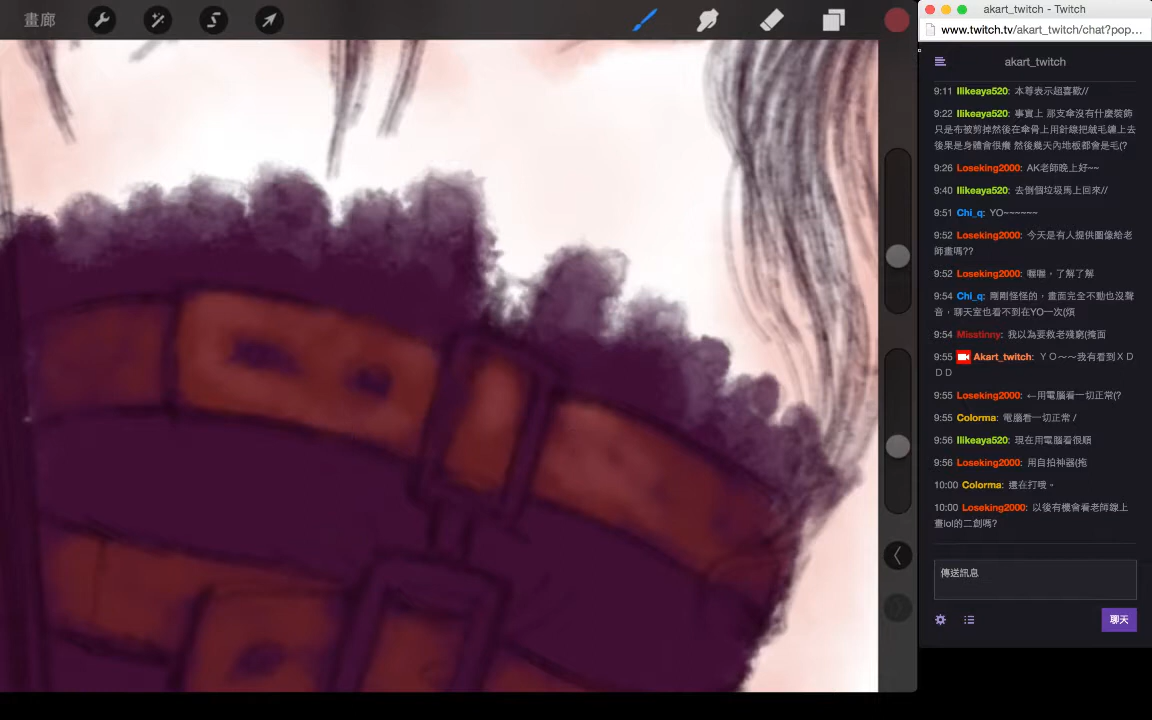 畫廊
akart_twitch - Twitch
www.twitch.tv/akart_twitch/chat?pop…
akart_twitch
9:11 Ilikeaya520: 本尊表示超喜歡//
9:22 Ilikeaya520: 事實上 那支傘沒有什麼裝飾
只是布被剪掉然後在傘骨上用針線把絨毛纏上去
後果是身體會很癢 然後幾天內地板都會是毛(?
9:26 Loseking2000: AK老師晚上好~~
9:40 Ilikeaya520: 去倒個垃圾馬上回來//
9:51 Chi_q: YO~~~~~~
9:52 Loseking2000: 今天是有人提供圖像給老
師畫嗎??
9:52 Loseking2000: 喔喔，了解了解
9:54 Chi_q: 剛剛怪怪的，畫面完全不動也沒聲
音，聊天室也看不到在YO一次(煩
9:54 Misstinny: 我以為要救老殘窮(掩面
9:55 Akart_twitch: ＹＯ～～我有看到ＸＤ
ＤＤ
9:55 Loseking2000: ←用電腦看一切正常(?
9:55 Colorma: 電腦看一切正常 /
9:56 Ilikeaya520: 現在用電腦看很順
9:56 Loseking2000: 用自拍神器(拖
10:00 Colorma: 還在打哦。
10:00 Loseking2000: 以後有機會看老師線上
畫lol的二創嗎?
傳送訊息
聊天